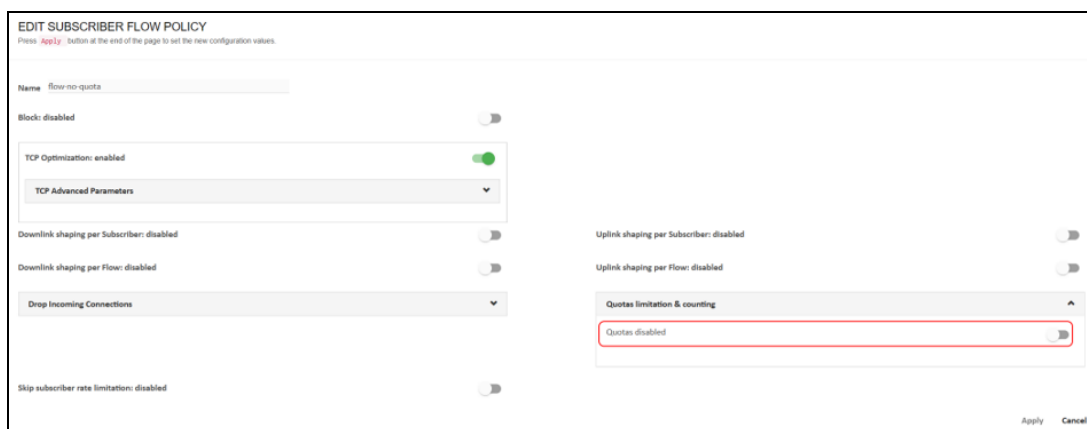 EDIT SUBSCRIBER FLOW POLICY
Press Apply button at the end of the page to set the new configuration values.
Name flow-no-quota
Block: disabled
TCP Optimization: enabled
TCP Advanced Parameters
Downlink shaping per Subscriber: disabled
Uplink shaping per Subscriber: disabled
Downlink shaping per Flow: disabled
Uplink shaping per Flow: disabled
Drop Incoming Connections
Quotas limitation & counting
Quotas disabled
Skip subscriber rate limitation: disabled
Apply Cancel